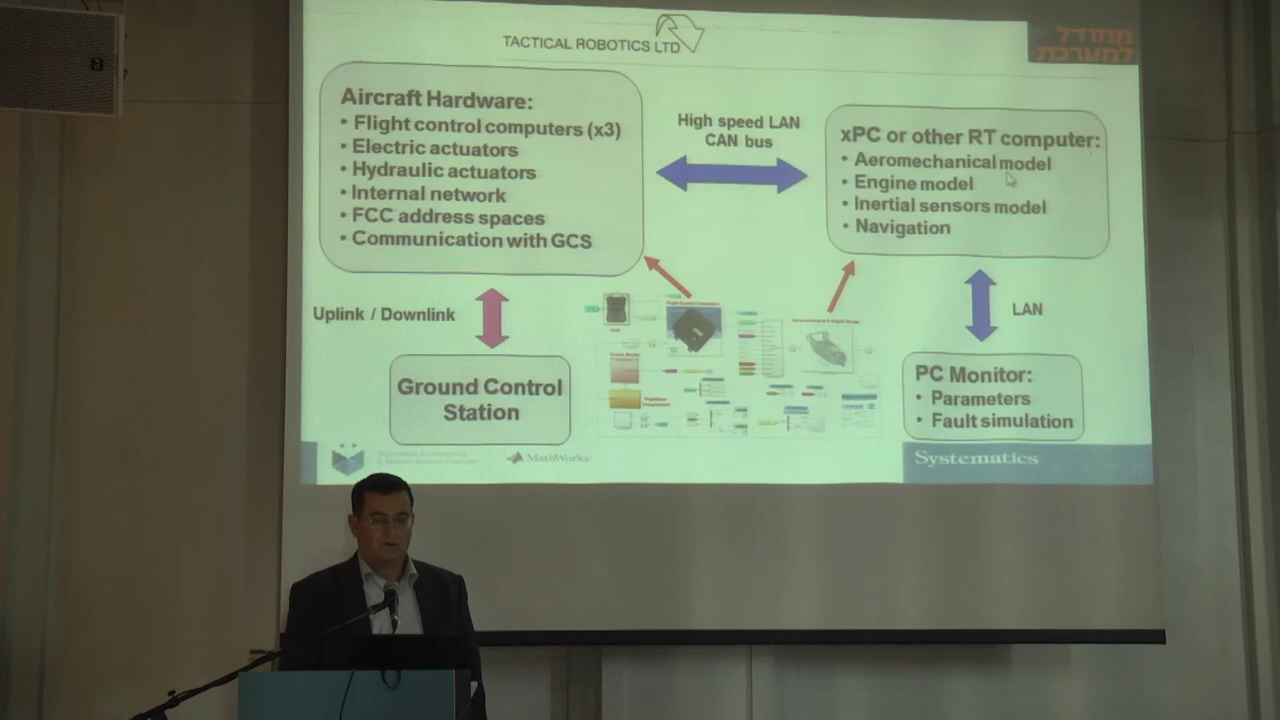 TACTICAL ROBOTICS LTD
ממודל
למערכת
Aircraft Hardware:
• Flight control computers (x3)
• Electric actuators
• Hydraulic actuators
• Internal network
• FCC address spaces
• Communication with GCS
High speed LAN
CAN bus
xPC or other RT computer:
• Aeromechanical model
• Engine model
• Inertial sensors model
• Navigation
Uplink / Downlink
LAN
Ground Control
Station
PC Monitor:
• Parameters
• Fault simulation
MathWorks
Systematics